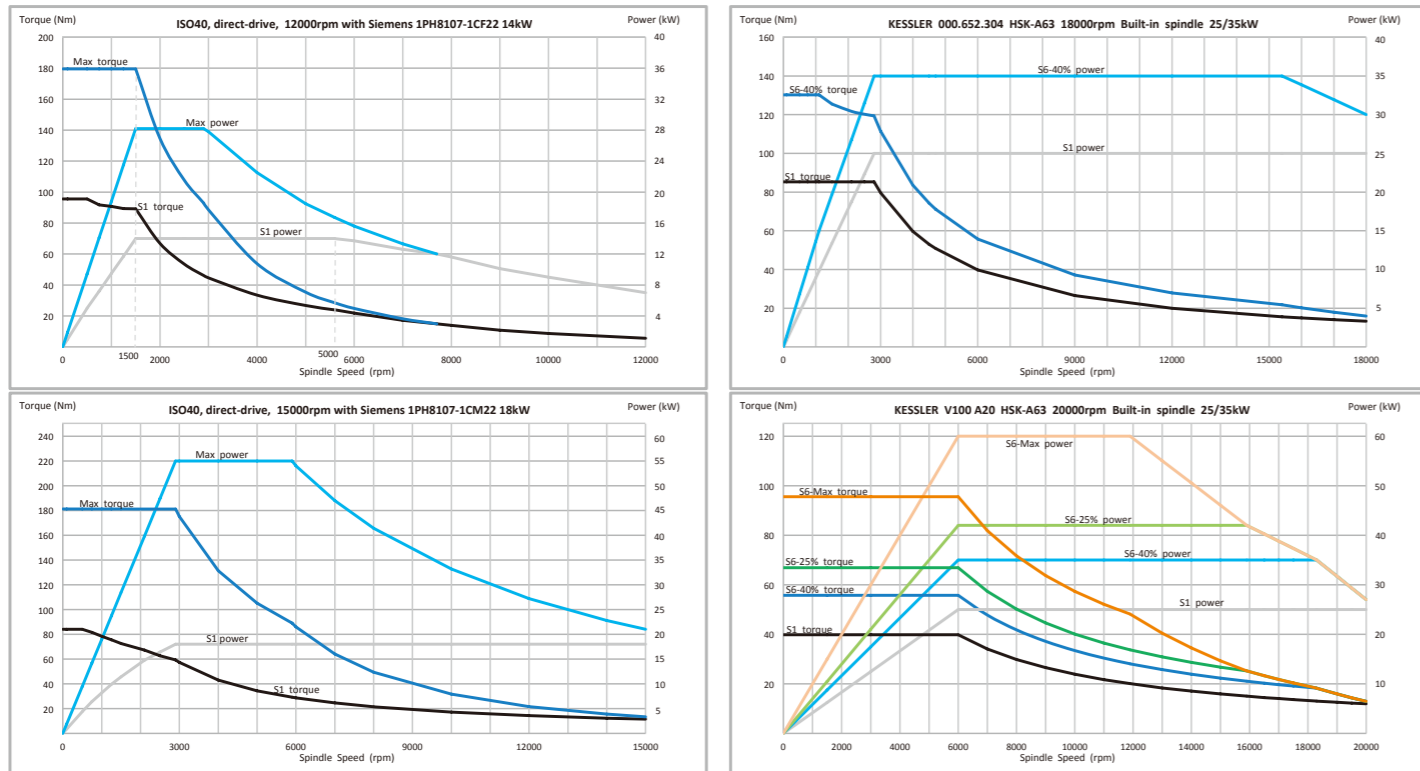 Torque (Nm) ISO40, direct-drive, 12000rpm with Siemens 1PH8107-1CF22 14kW Power (kW)
200 40
180 36
160 32
140 28
120 24
100 20
80 16
60 12
40 8
20 4
Max torque
Max power
S1 torque
S1 power
0 1500 2000 4000 5000 6000 8000 10000 12000
Spindle Speed (rpm)
Torque (Nm) KESSLER 000.652.304 HSK-A63 18000rpm Built-in spindle 25/35kW Power (kW)
160 40
140 35
120 30
100 25
80 20
60 15
40 10
20 5
S6-40% power
S6-40% torque
S1 power
S1 torque
0 3000 6000 9000 12000 15400 18000
Spindle Speed (rpm)
Torque (Nm) ISO40, direct-drive, 15000rpm with Siemens 1PH8107-1CM22 18kW Power (kW)
240 60
220 55
200 50
180 45
160 40
140 35
120 30
100 25
80 20
60 15
40 10
20 5
Max power
Max torque
S1 power
S1 torque
0 3000 6000 9000 12000 15000
Spindle Speed (rpm)
Torque (Nm) KESSLER V100 A20 HSK-A63 20000rpm Built-in spindle 25/35kW Power (kW)
120 60
100 50
80 40
60 30
40 20
20 10
S6-Max power
S6-Max torque
S6-25% power
S6-40% power
S6-25% torque
S6-40% torque
S1 power
S1 torque
0 2000 4000 6000 8000 10000 12000 14000 16000 18000 20000
Spindle Speed (rpm)